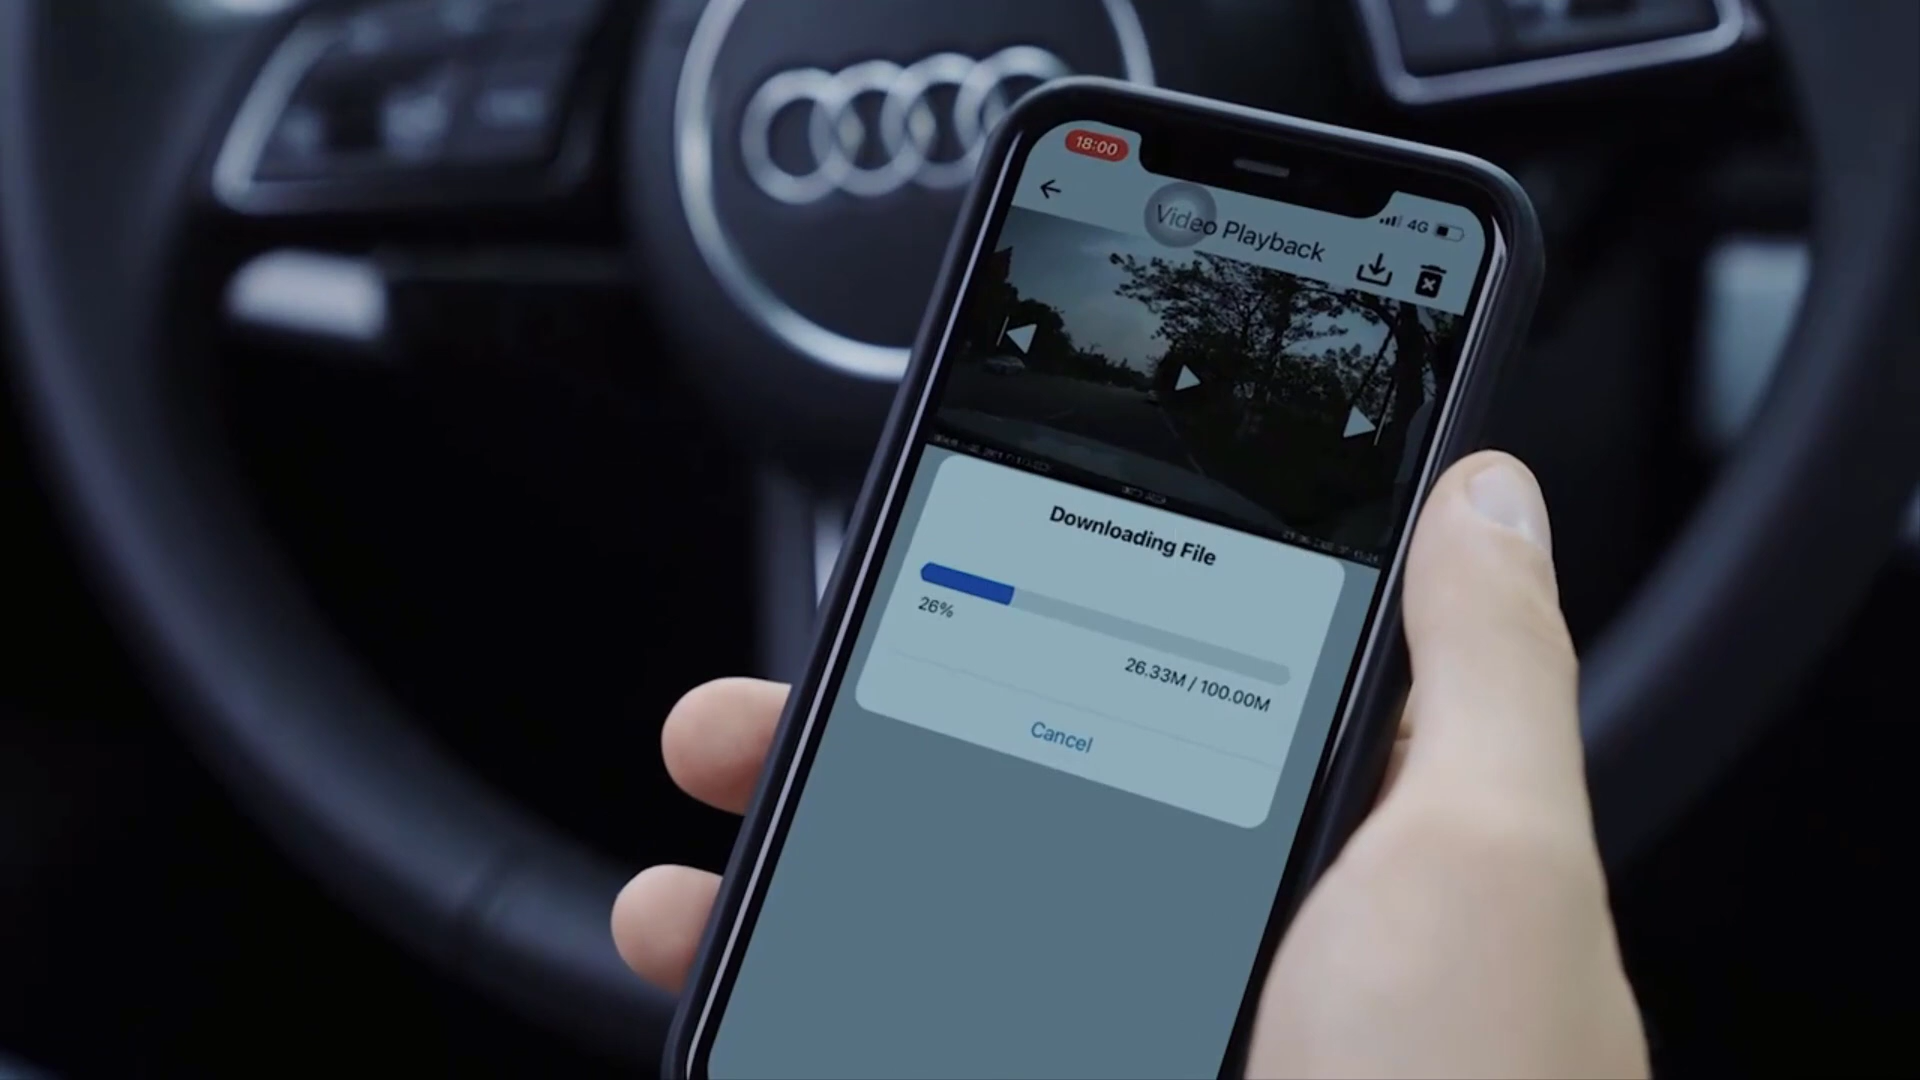 18:00
4G
Video Playback
Downloading File
26%
26.33M / 100.00M
Cancel